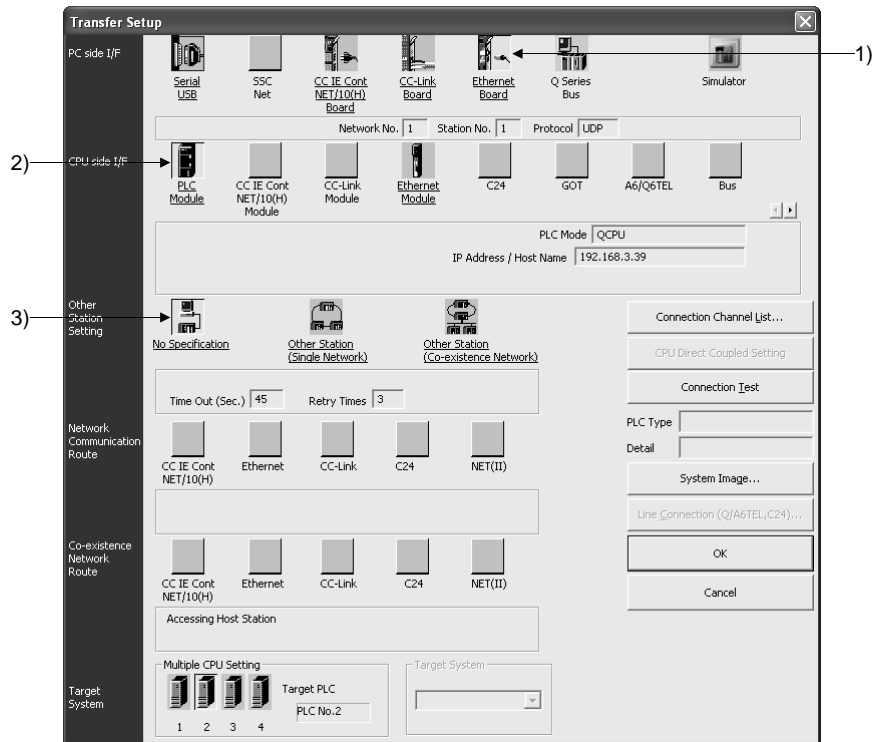 Transfer Setup
PC side I/F
1)
Serial
USB
SSC
Net
CC IE Cont
NET/10(H)
Board
CC-Link
Board
Ethernet
Board
Q Series
Bus
Simulator
Network No. 1 Station No. 1 Protocol UDP
2)
CPU side I/F
PLC
Module
CC IE Cont
NET/10(H)
Module
CC-Link
Module
Ethernet
Module
C24
GOT
A6/Q6TEL
Bus
PLC Mode QCPU
IP Address / Host Name 192.168.3.39
3)
Other
Station
Setting
No Specification
Other Station
(Single Network)
Other Station
(Co-existence Network)
Time Out (Sec.) 45 Retry Times 3
Connection Channel List...
CPU Direct Coupled Setting
Connection Test
PLC Type
Detail
System Image...
Line Connection (Q/A6TEL,C24)...
OK
Cancel
Network
Communication
Route
CC IE Cont
NET/10(H)
Ethernet
CC-Link
C24
NET(II)
Co-existence
Network
Route
CC IE Cont
NET/10(H)
Ethernet
CC-Link
C24
NET(II)
Accessing Host Station
Target
System
Multiple CPU Setting
1 2 3 4
Target PLC
PLC No.2
Target System